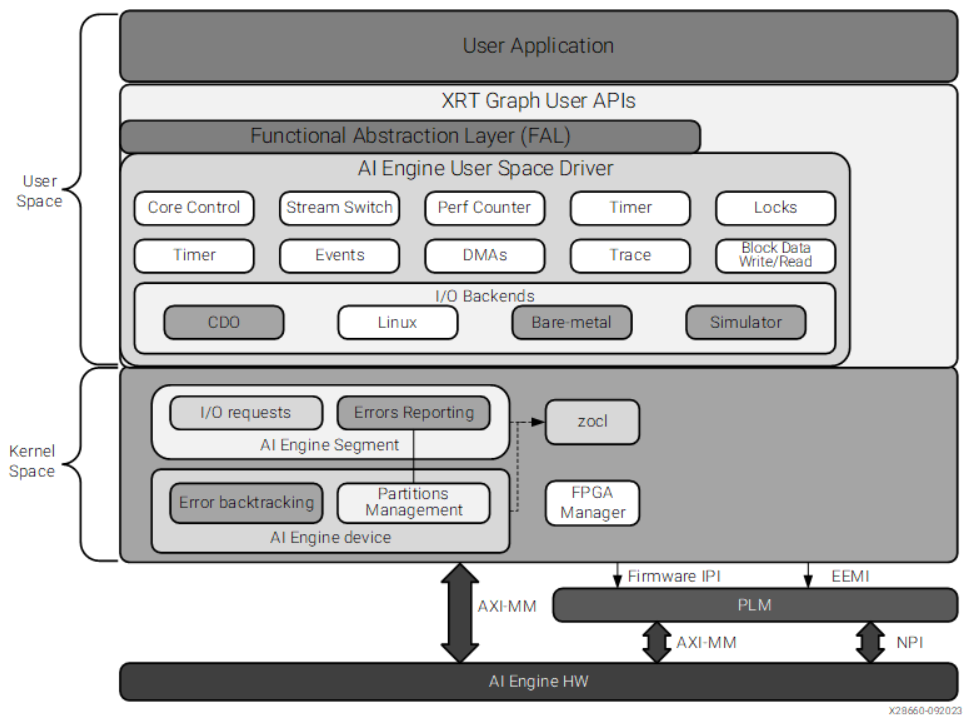 User Application
XRT Graph User APIs
Functional Abstraction Layer (FAL)
AI Engine User Space Driver
User
Space
Core Control
Stream Switch
Perf Counter
Timer
Locks
Timer
Events
DMAs
Trace
Block Data
Write/Read
I/O Backends
CDO
Linux
Bare-metal
Simulator
Kernel
Space
I/O requests
Errors Reporting
AI Engine Segment
zocl
Error backtracking
Partitions
Management
AI Engine device
FPGA
Manager
Firmware IPI
EEMI
AXI-MM
PLM
AXI-MM
NPI
AI Engine HW
X28660-092023